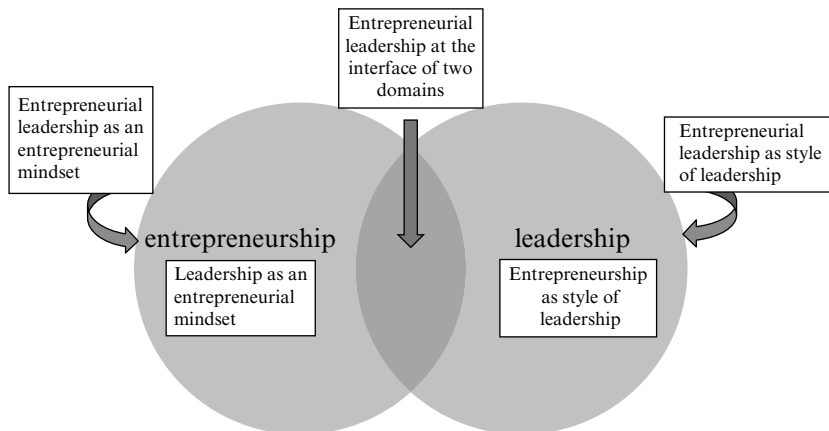 Entrepreneurial
leadership at the
interface of two
domains
Entrepreneurial
leadership as an
entrepreneurial
mindset
Entrepreneurial
leadership as style
of leadership
entrepreneurship
Leadership as an
entrepreneurial
mindset
leadership
Entrepreneurship
as style of
leadership